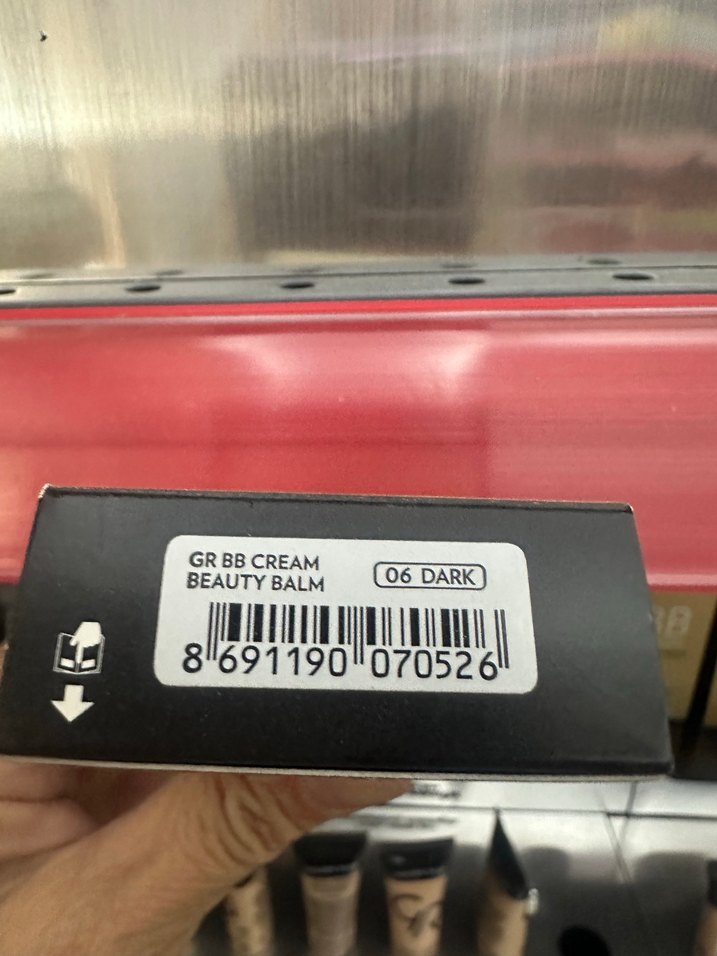 GR BB CREAM
BEAUTY BALM
06 DARK
8 691190 070526